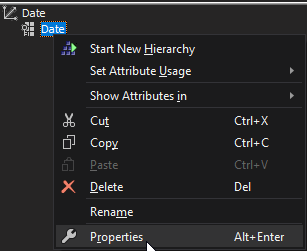 Date
Date
Start New Hierarchy
Set Attribute Usage
Show Attributes in
Cut Ctrl+X
Copy Ctrl+C
Paste Ctrl+V
Delete Del
Rename
Properties Alt+Enter